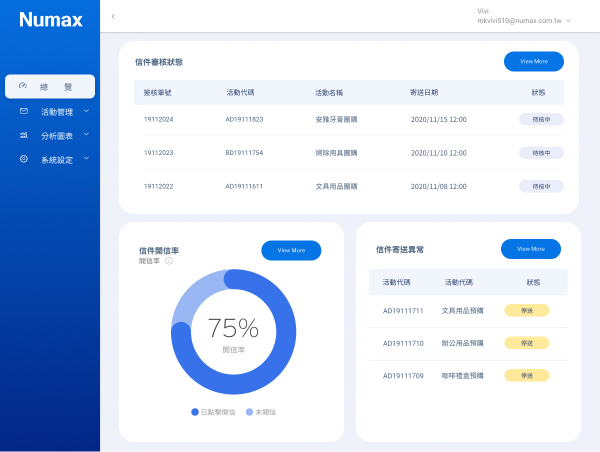 Numax
Vivi
mkvivi510@numax.com.tw
總 覽
活動管理
分析圖表
系統設定
信件審核狀態
View More
簽核單號 活動代碼 活動名稱 寄送日期 狀態
19112024 AD19111823 安雅牙膏團購 2020/11/15 12:00 待核中
19112023 BD19111754 掃除用具團購 2020/11/10 12:00 待核中
19112022 AD19111611 文具用品團購 2020/11/08 12:00 待核中
信件開信率
開信率
View More
75%
開信率
已點擊開信 未開信
信件寄送異常
View More
活動代碼 活動代碼 狀態
AD19111711 文具用品預購 停送
AD19111710 辦公用品預購 停送
AD19111709 咖啡禮盒預購 停送